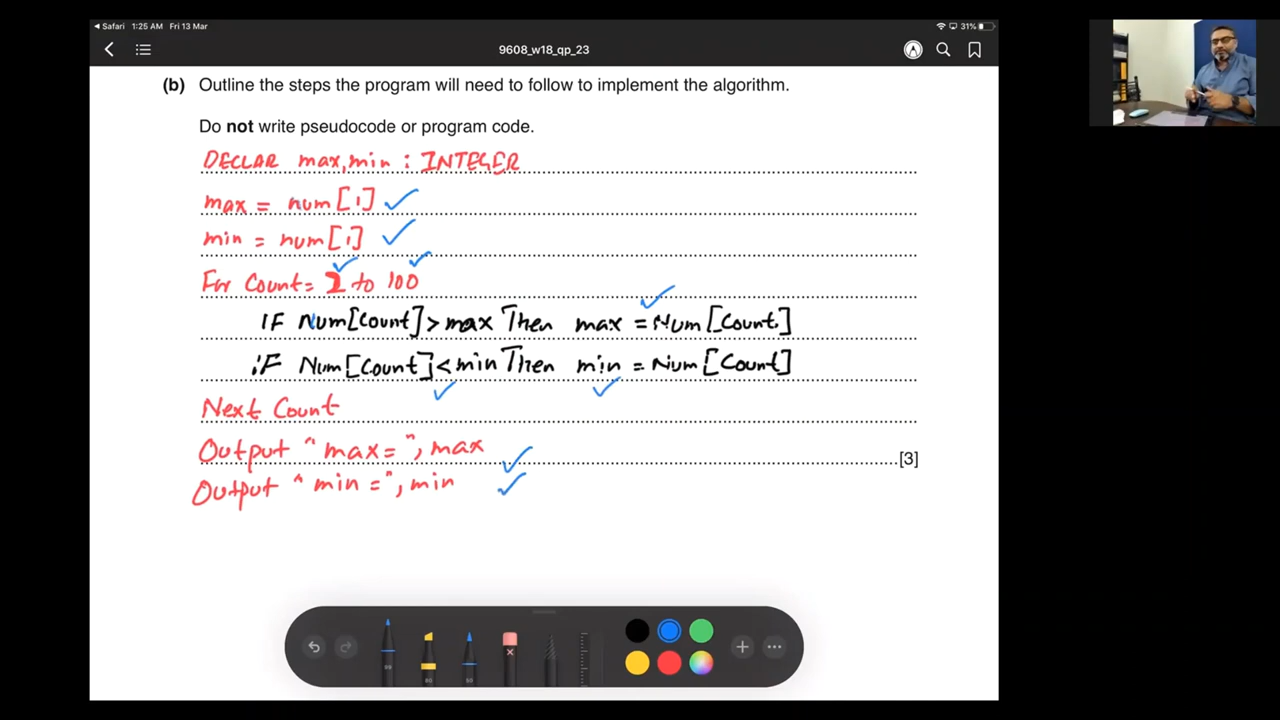 Safari 1:25 AM Fri 13 Mar 31%
9608_w18_qp_23
(b) Outline the steps the program will need to follow to implement the algorithm.
Do not write pseudocode or program code.
DECLAR max,min : INTEGER
max = num[1]
min = num[1]
For Count= 2 to 100
IF Num[Count]>max Then max =Num[Count]
iF Num[Count]<min Then min =Num[Count]
Next Count
Output "max=", max
[3]
Output "min=", min